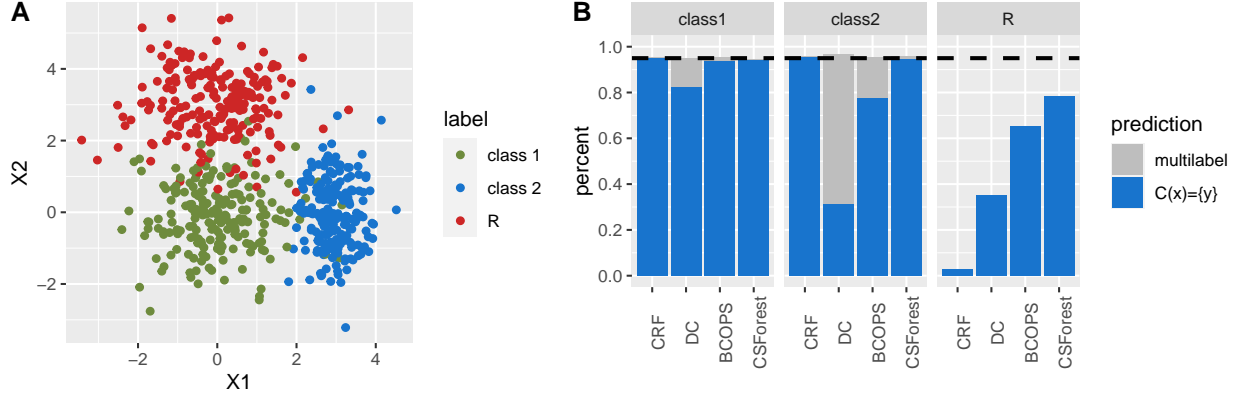 A
X2
4
2
0
−2
−2
0
2
4
X1
label
class 1
class 2
R
B
class1
class2
R
percent
1.0
0.8
0.6
0.4
0.2
0.0
CRF
DC
BCOPS
CSForest
CRF
DC
BCOPS
CSForest
CRF
DC
BCOPS
CSForest
prediction
multilabel
C(x)={y}